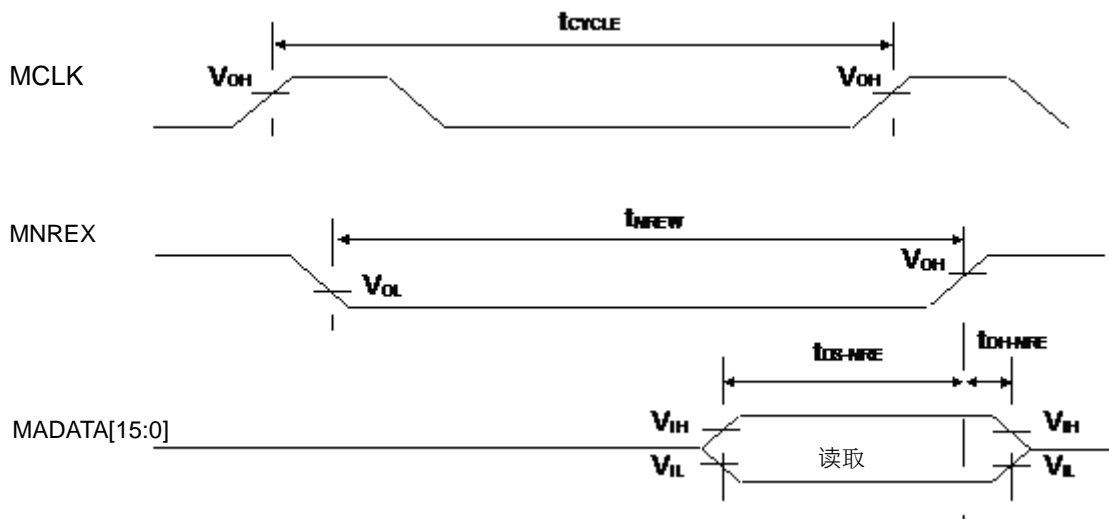 tCYCLE
MCLK
VOH
VOH
tNREW
MNREX
VOL
VOH
tDS-NRE
tDH-NRE
MADATA[15:0]
VIH
VIL
读取
VIH
VIL